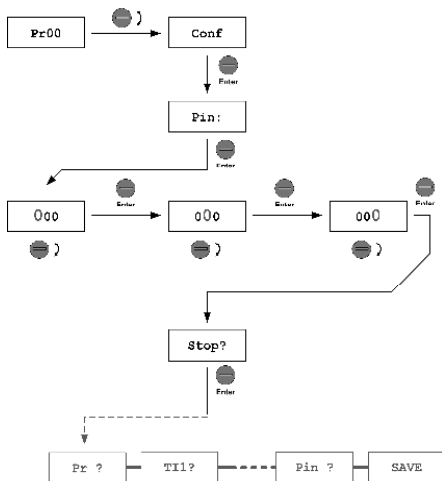 Pr00
Conf
Enter
Pin:
Enter
000
Enter
000
Enter
000
Enter
Stop?
Enter
Pr ?
TI1?
Pin ?
SAVE